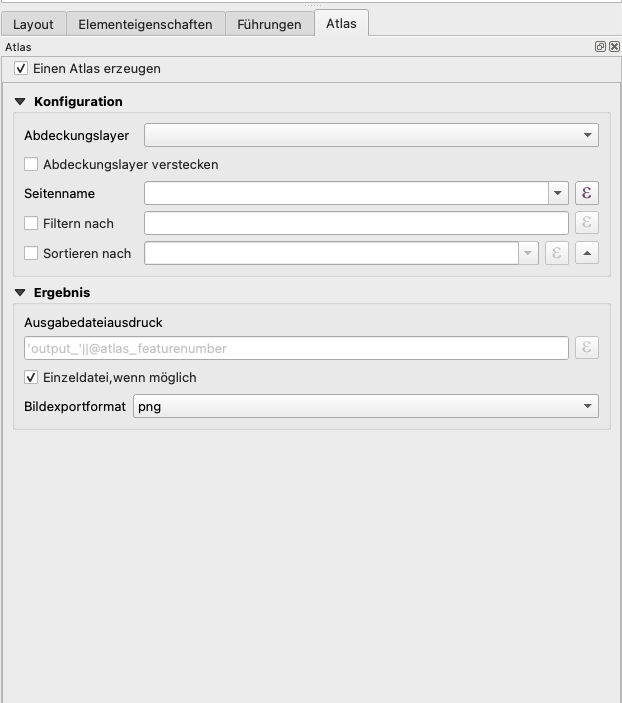 Layout
Elementeigenschaften
Führungen
Atlas
Atlas
Einen Atlas erzeugen
Konfiguration
Abdeckungslayer
Abdeckungslayer verstecken
Seitenname
ε
Filtern nach
ε
Sortieren nach
ε
Ergebnis
Ausgabedateiausdruck
'output_'||@atlas_featurenumber
ε
Einzeldatei,wenn möglich
Bildexportformat png